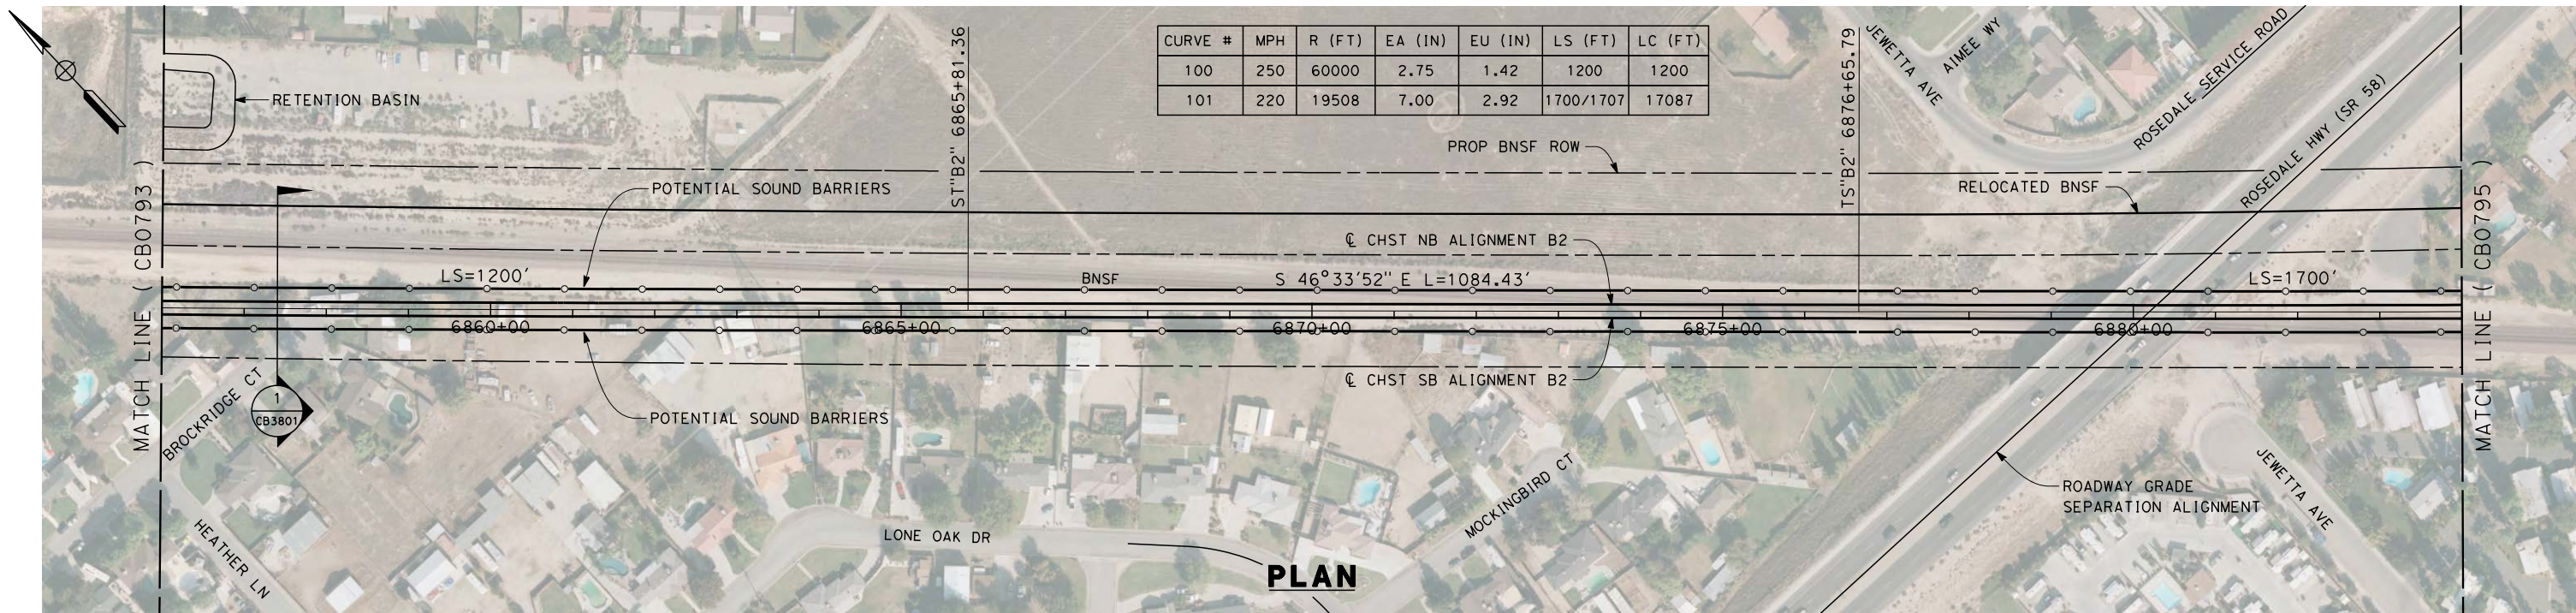 CURVE # MPH R (FT) EA (IN) EU (IN) LS (FT) LC (FT)
100 250 60000 2.75 1.42 1200 1200
101 220 19508 7.00 2.92 1700/1707 17087
RETENTION BASIN
ST"B2" 6865+81.36
TS"B2" 6876+65.79
JEWETTA AVE
AIMEE WY
ROSEDALE SERVICE ROAD
ROSEDALE HWY (SR 58)
PROP BNSF ROW
POTENTIAL SOUND BARRIERS
RELOCATED BNSF
MATCH LINE ( CB0793 )
MATCH LINE ( CB0795 )
℄ CHST NB ALIGNMENT B2
LS=1200'
BNSF
S 46°33'52" E L=1084.43'
LS=1700'
6860+00
6865+00
6870+00
6875+00
6880+00
℄ CHST SB ALIGNMENT B2
BROCKRIDGE CT
1
CB3801
POTENTIAL SOUND BARRIERS
HEATHER LN
LONE OAK DR
MOCKINGBIRD CT
ROADWAY GRADE
SEPARATION ALIGNMENT
JEWETTA AVE
PLAN